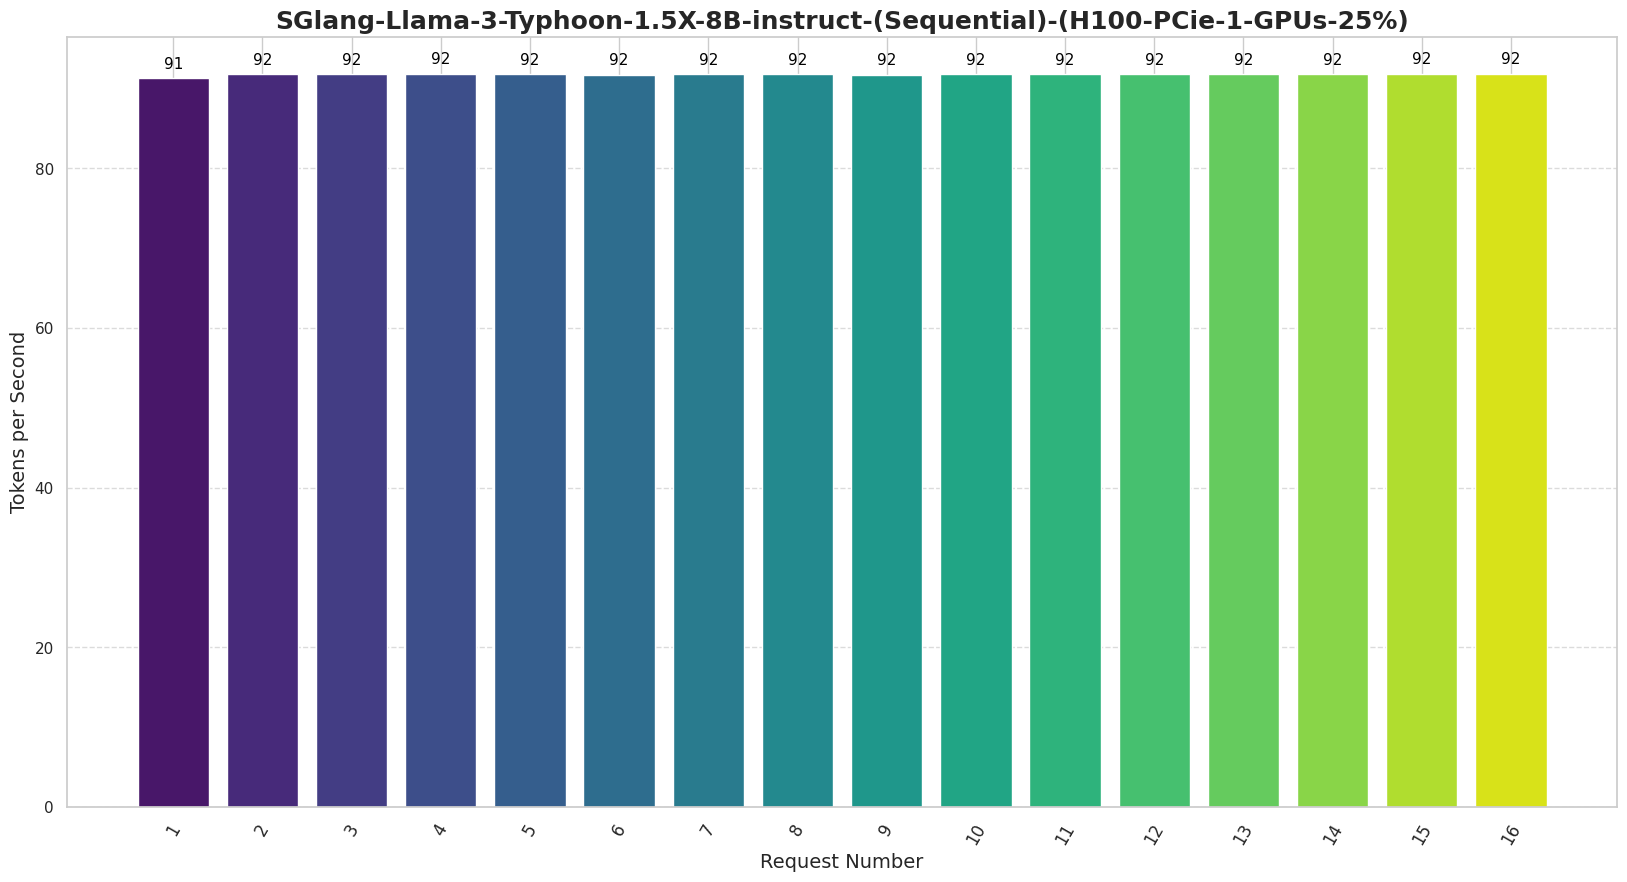 SGlang-Llama-3-Typhoon-1.5X-8B-instruct-(Sequential)-(H100-PCie-1-GPUs-25%)
91 92 92 92 92 92 92 92 92 92 92 92 92 92 92 92
80
60
40
20
0
Tokens per Second
1 2 3 4 5 6 7 8 9 10 11 12 13 14 15 16
Request Number